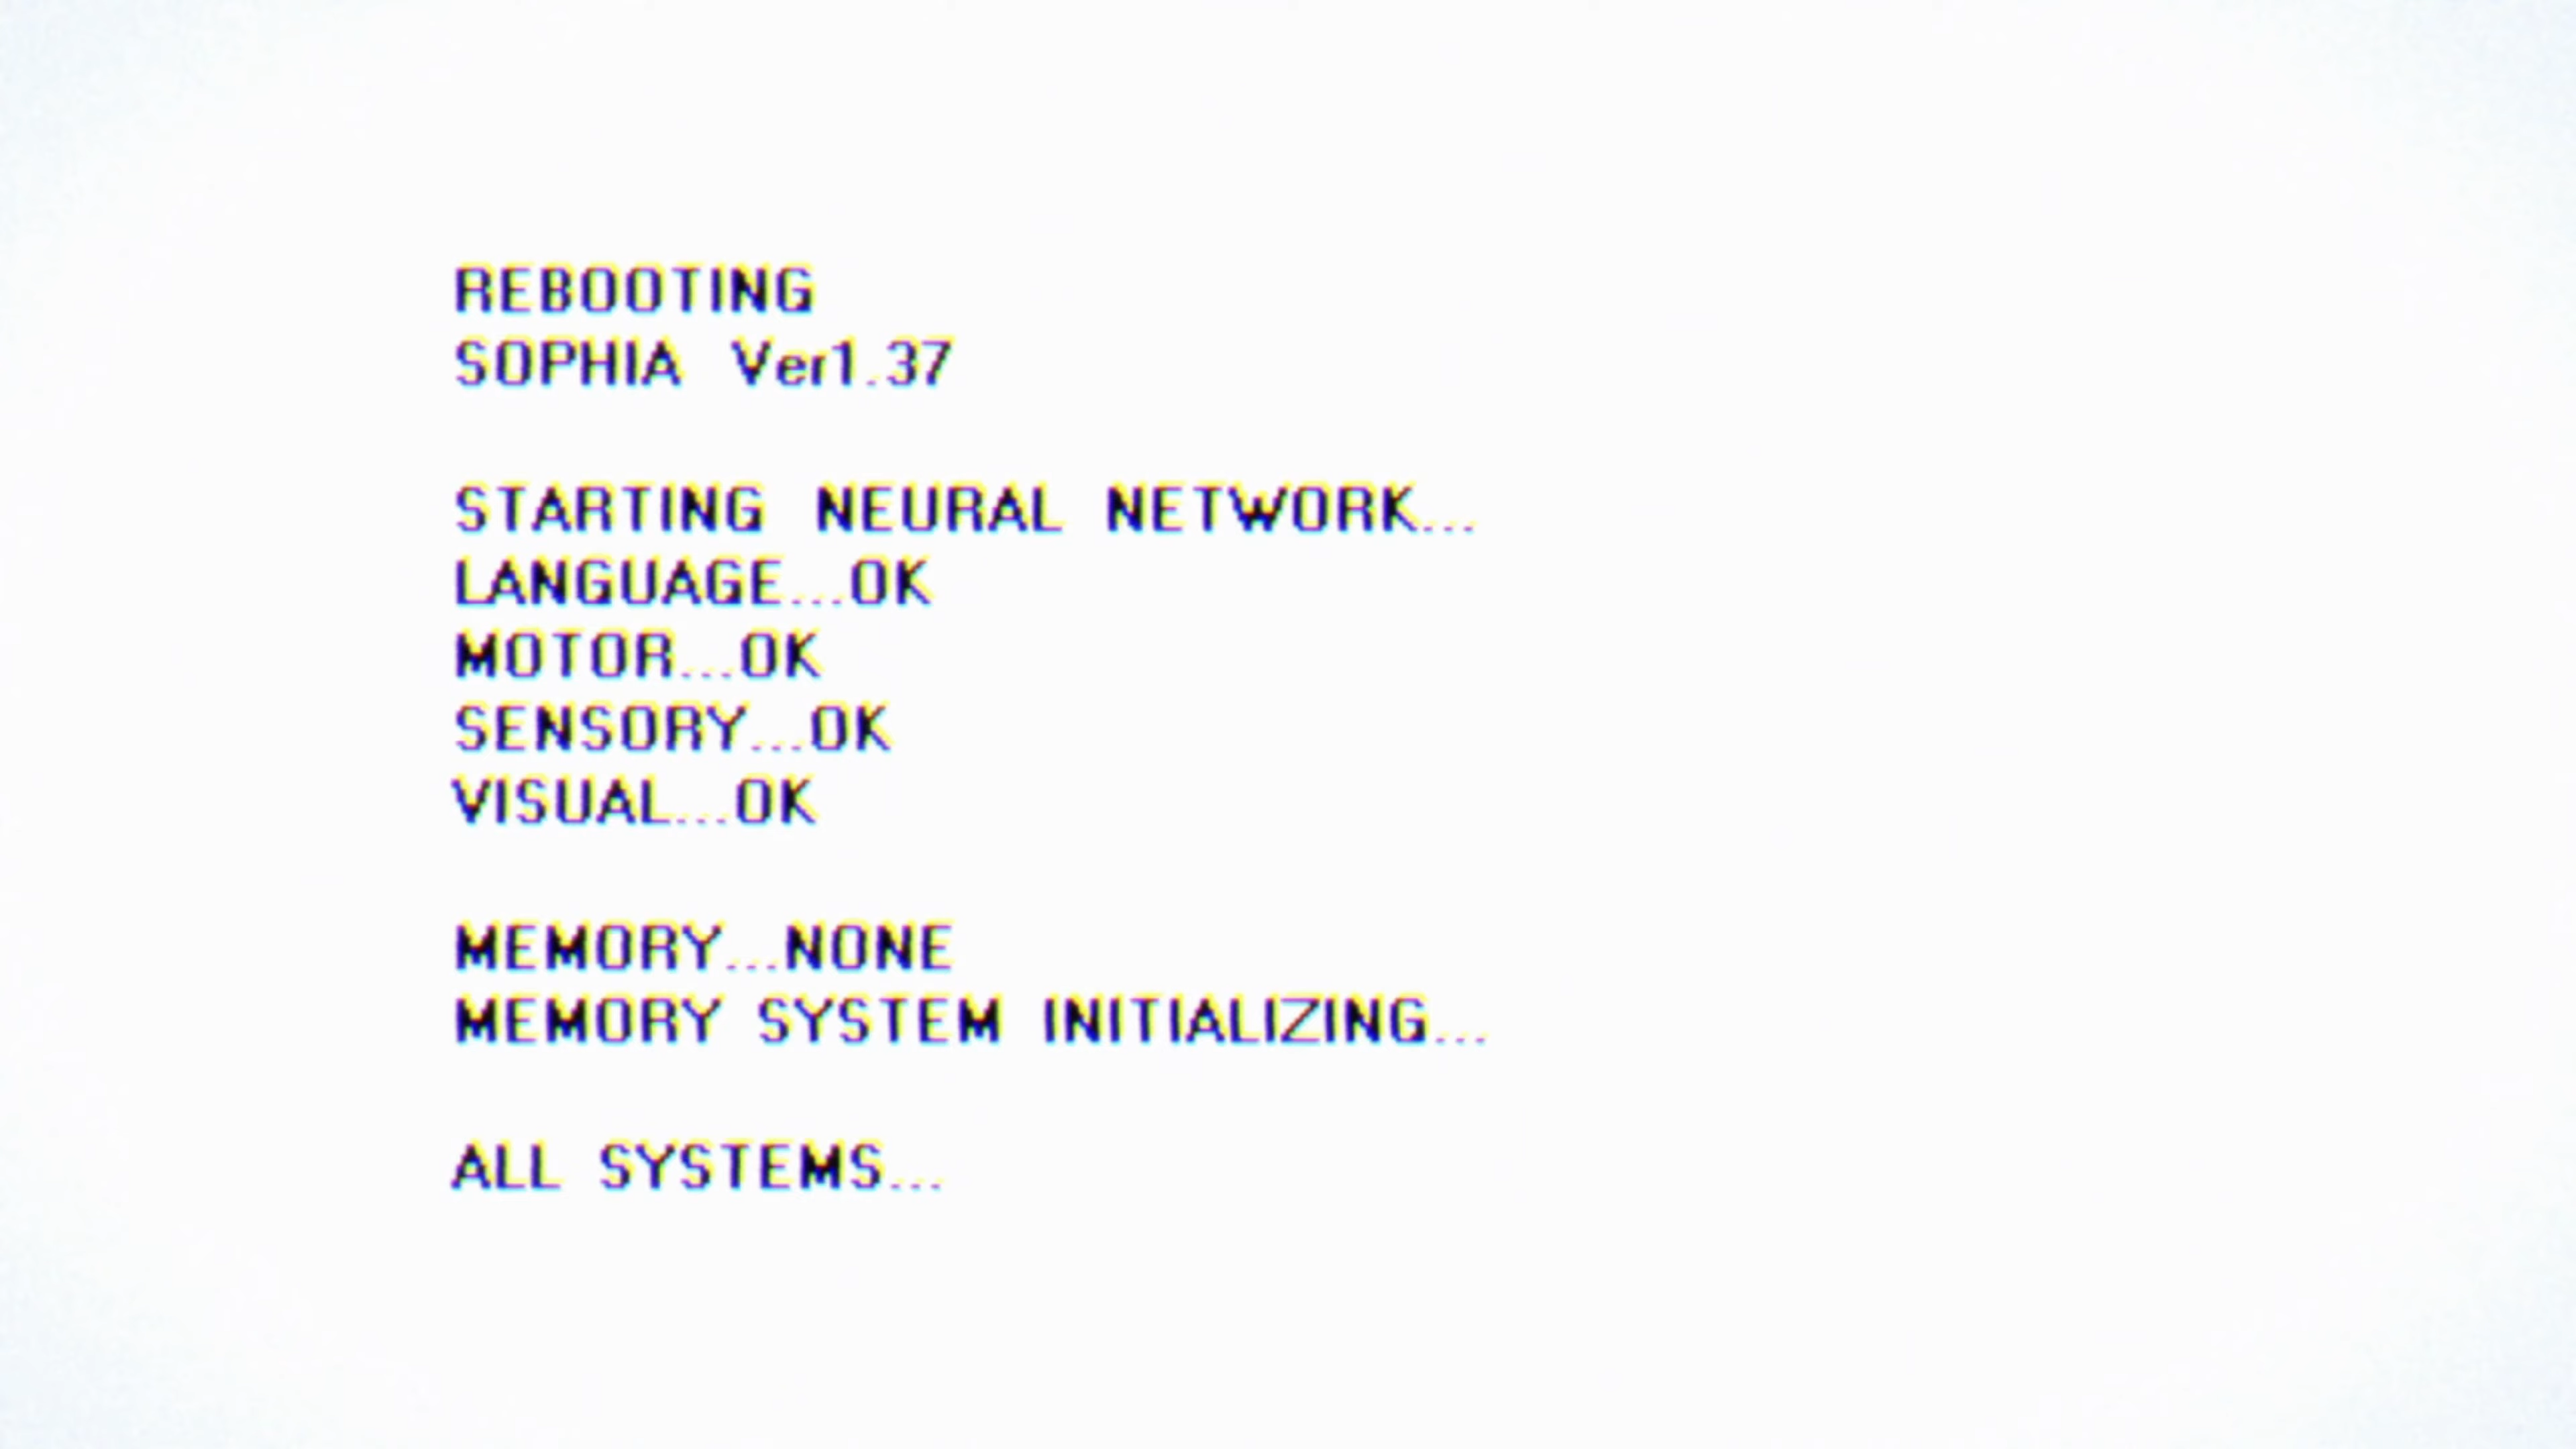 REBOOTING
SOPHIA Ver1.37
STARTING NEURAL NETWORK...
LANGUAGE...OK
MOTOR...OK
SENSORY...OK
VISUAL...OK
MEMORY...NONE
MEMORY SYSTEM INITIALIZING...
ALL SYSTEMS...